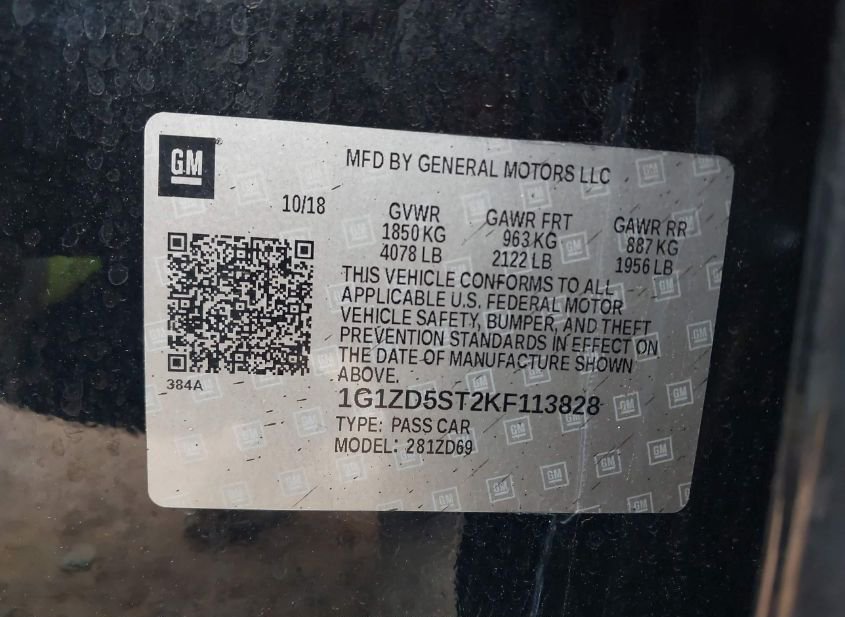 GM
MFD BY GENERAL MOTORS LLC
10/18
GVWR GAWR FRT GAWR RR
1850 KG 963 KG 887 KG
4078 LB 2122 LB 1956 LB
THIS VEHICLE CONFORMS TO ALL
APPLICABLE U.S. FEDERAL MOTOR
VEHICLE SAFETY, BUMPER, AND THEFT
PREVENTION STANDARDS IN EFFECT ON
THE DATE OF MANUFACTURE SHOWN
ABOVE.
384A
1G1ZD5ST2KF113828
TYPE: PASS CAR
MODEL: 281ZD69